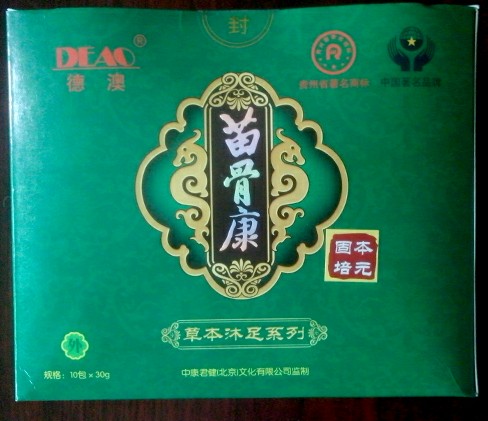 封
DEAO®
德澳
贵州省著名商标
中国著名品牌
苗骨康
固本
培元
草本沐足系列
外
规格：10包×30g
中康君健(北京)文化有限公司监制